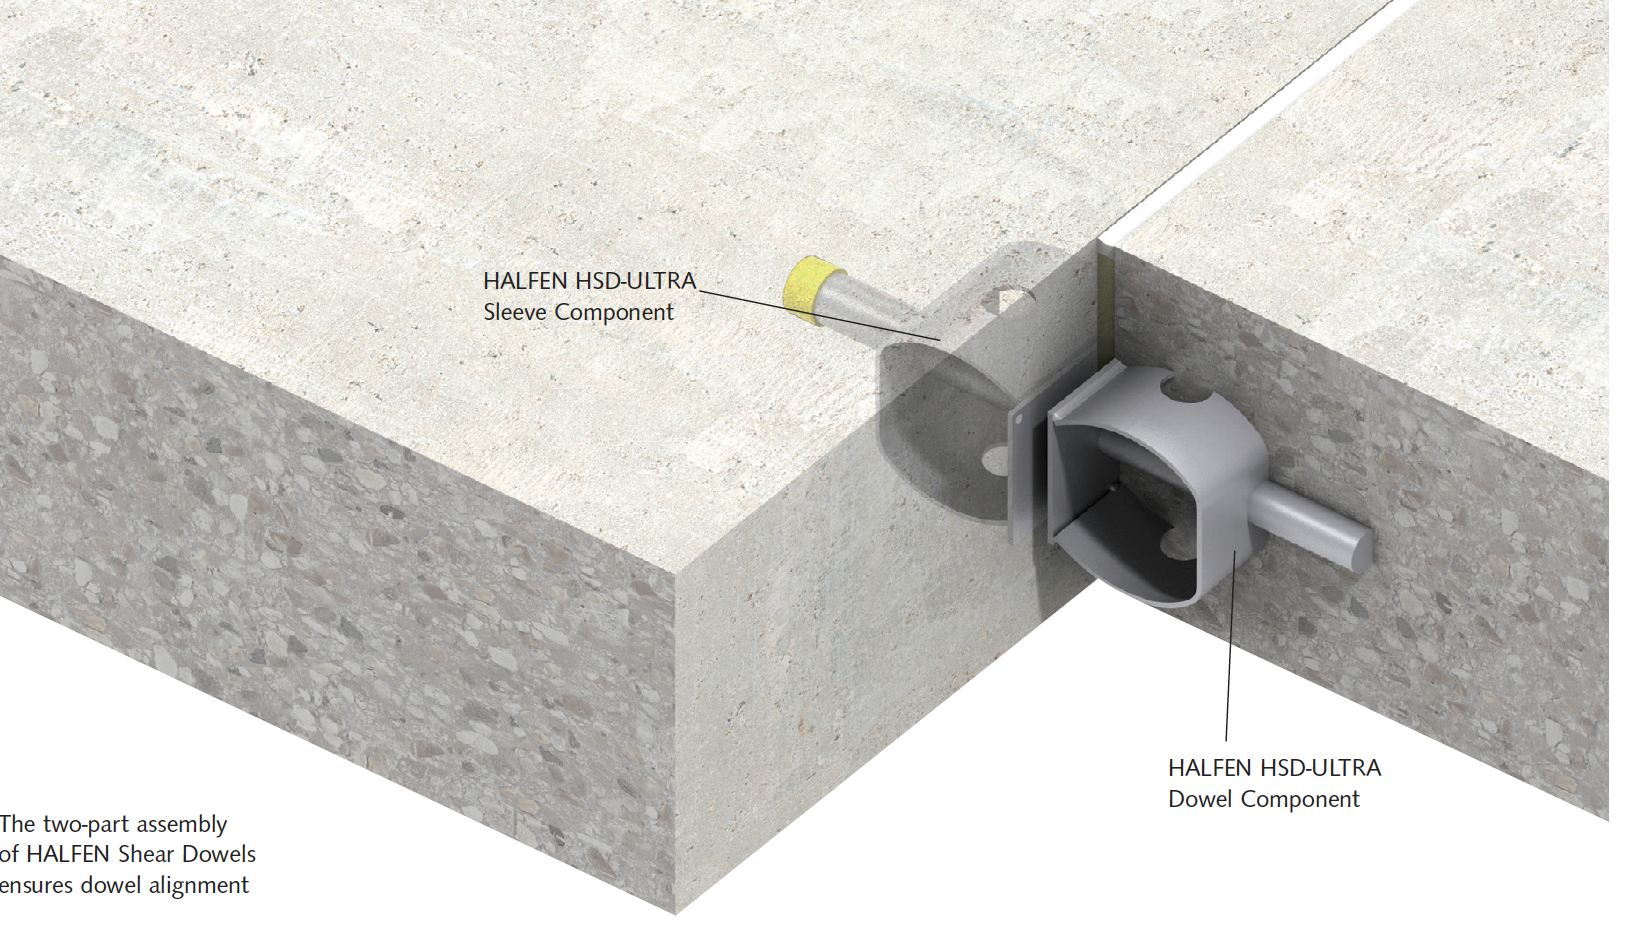 HALFEN HSD-ULTRA
Sleeve Component
HALFEN HSD-ULTRA
Dowel Component
The two-part assembly
of HALFEN Shear Dowels
ensures dowel alignment